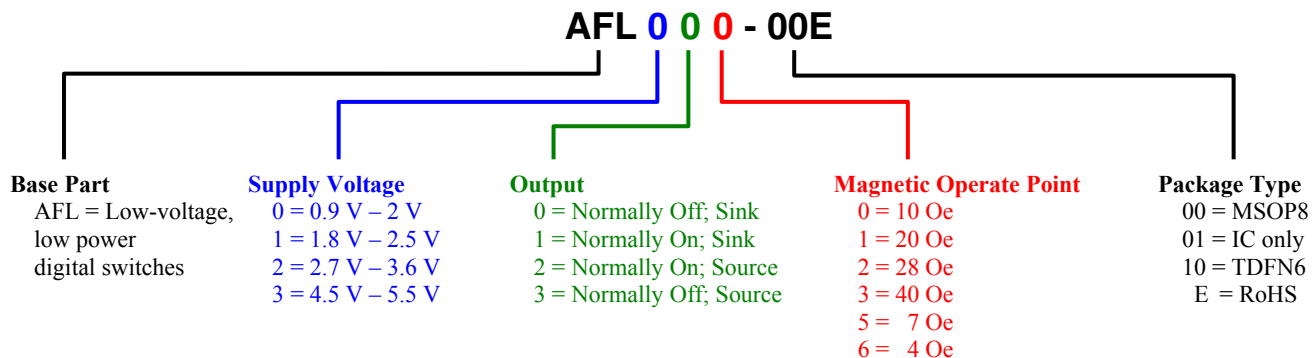 AFL 0 0 0 - 00E
Base Part
AFL = Low-voltage,
low power
digital switches
Supply Voltage
0 = 0.9 V – 2 V
1 = 1.8 V – 2.5 V
2 = 2.7 V – 3.6 V
3 = 4.5 V – 5.5 V
Output
0 = Normally Off; Sink
1 = Normally On; Sink
2 = Normally On; Source
3 = Normally Off; Source
Magnetic Operate Point
0 = 10 Oe
1 = 20 Oe
2 = 28 Oe
3 = 40 Oe
5 = 7 Oe
6 = 4 Oe
Package Type
00 = MSOP8
01 = IC only
10 = TDFN6
E = RoHS